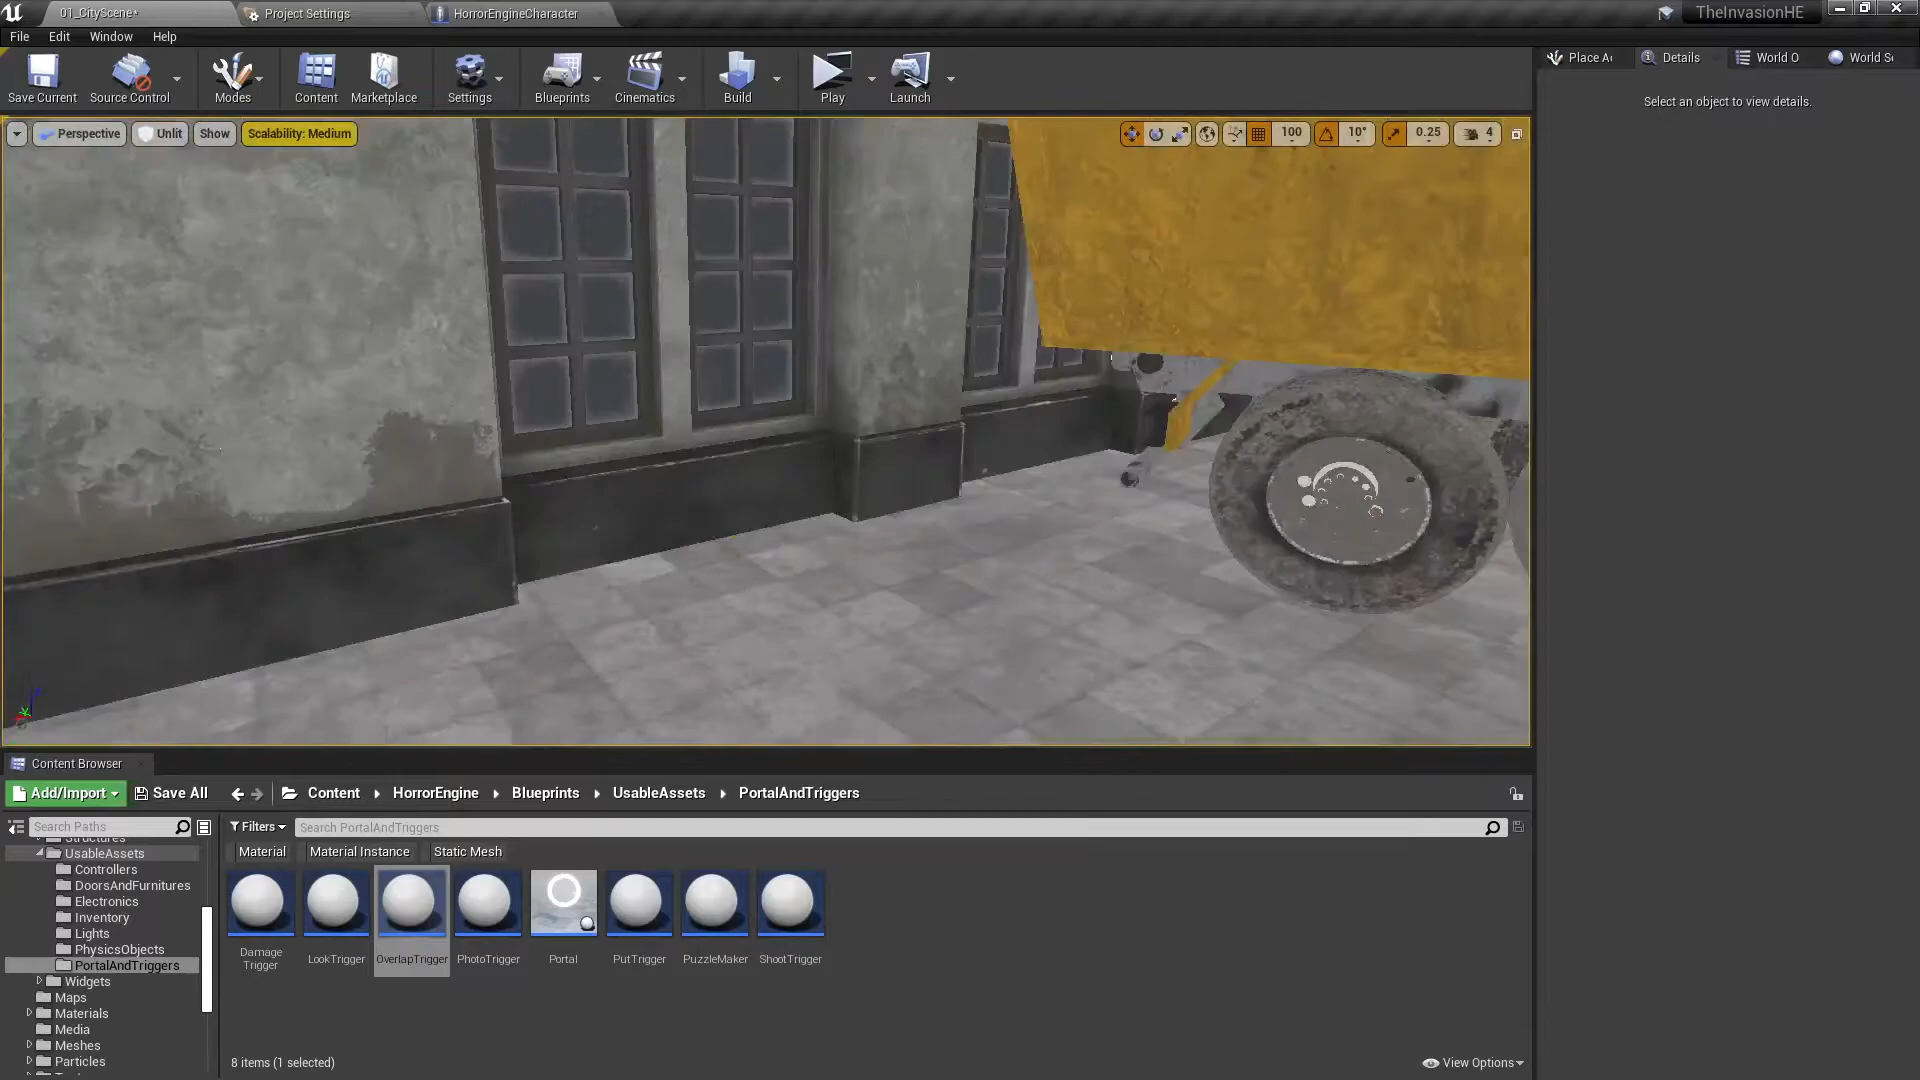 01_CityScene*
Project Settings
HorrorEngineCharacter
TheInvasionHE
File Edit Window Help
Save Current
Source Control
Modes
Content
Marketplace
Settings
Blueprints
Cinematics
Build
Play
Launch
Place Ac
Details
World O
World Se
Select an object to view details.
Perspective
Unlit
Show
Scalability: Medium
100
10°
0.25
4
Content Browser
Add/Import
Save All
Content
HorrorEngine
Blueprints
UsableAssets
PortalAndTriggers
Search Paths
Filters
Search PortalAndTriggers
Material
Material Instance
Static Mesh
Structures
UsableAssets
Controllers
DoorsAndFurnitures
Electronics
Inventory
Lights
PhysicsObjects
PortalAndTriggers
Widgets
Maps
Materials
Media
Meshes
Particles
Damage
Trigger
LookTrigger
OverlapTrigger
PhotoTrigger
Portal
PutTrigger
PuzzleMaker
ShootTrigger
8 items (1 selected)
View Options